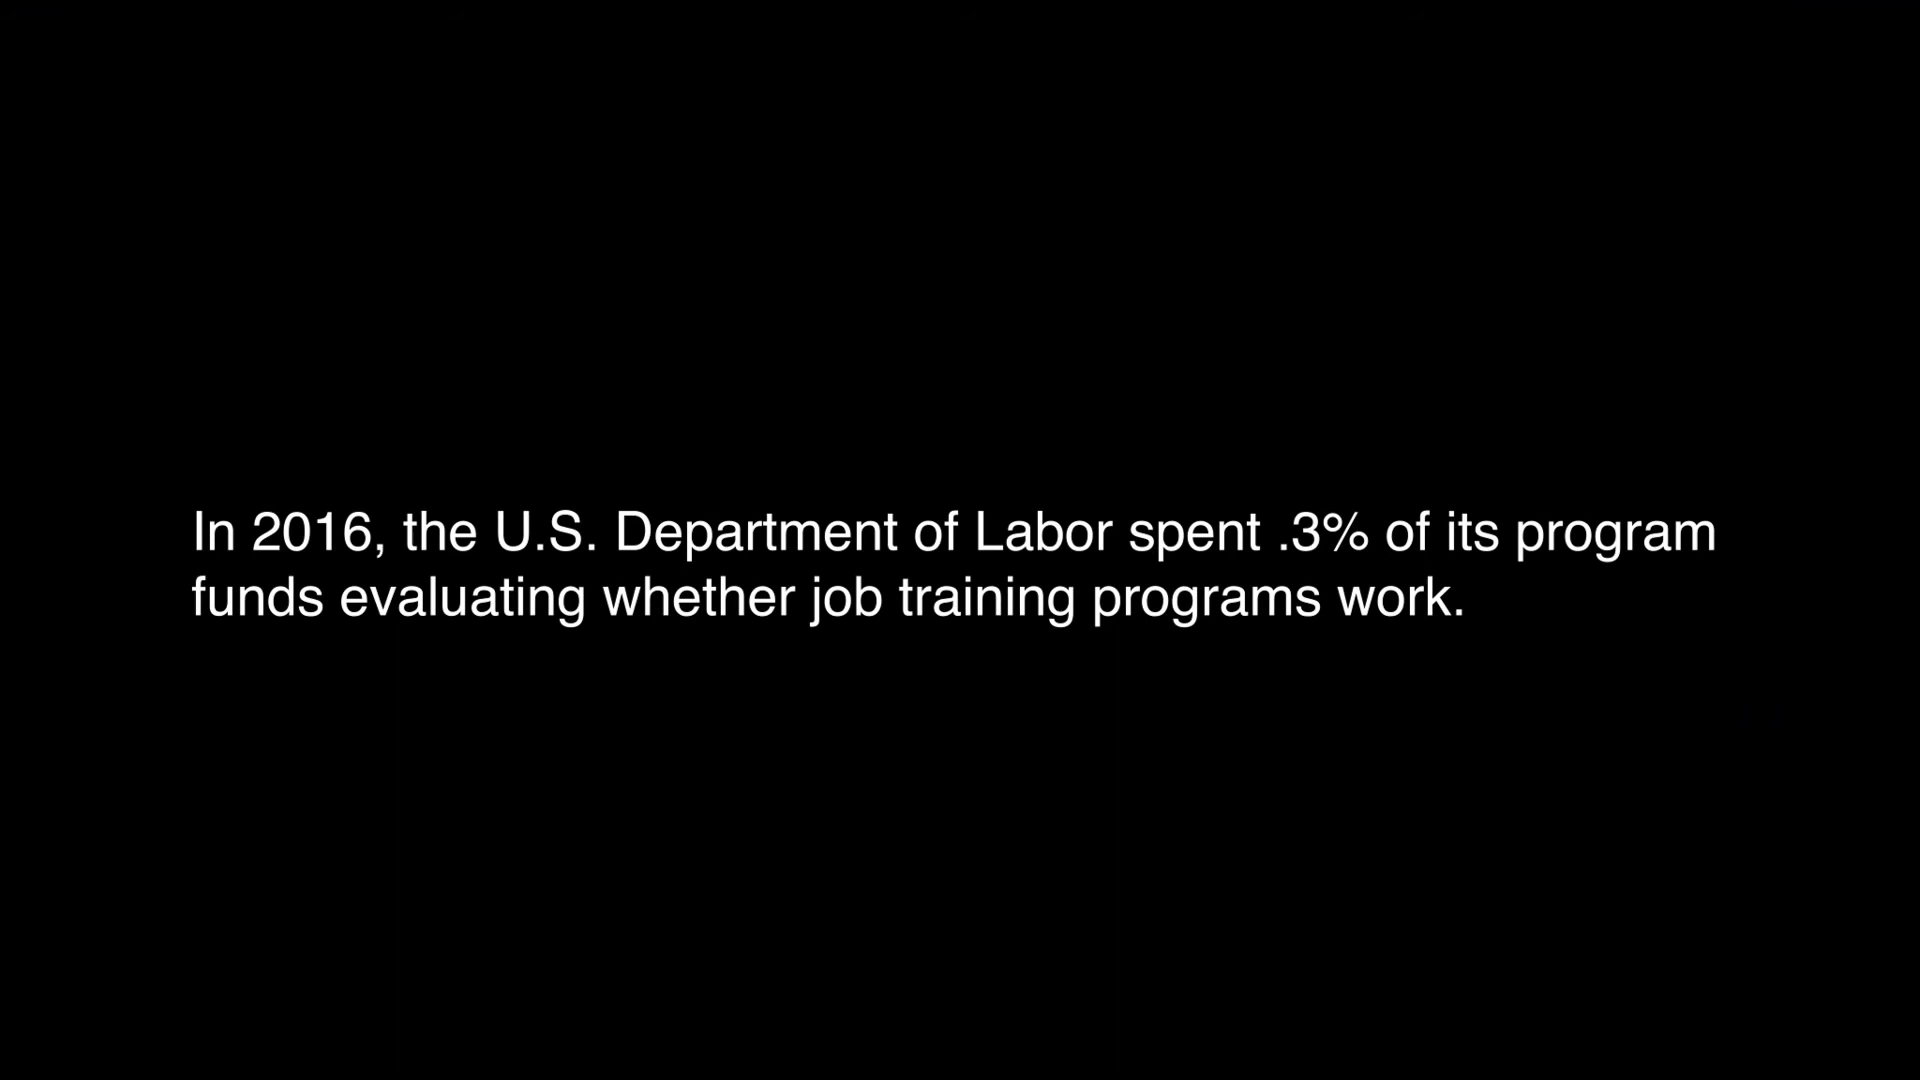 In 2016, the U.S. Department of Labor spent .3% of its program
funds evaluating whether job training programs work.